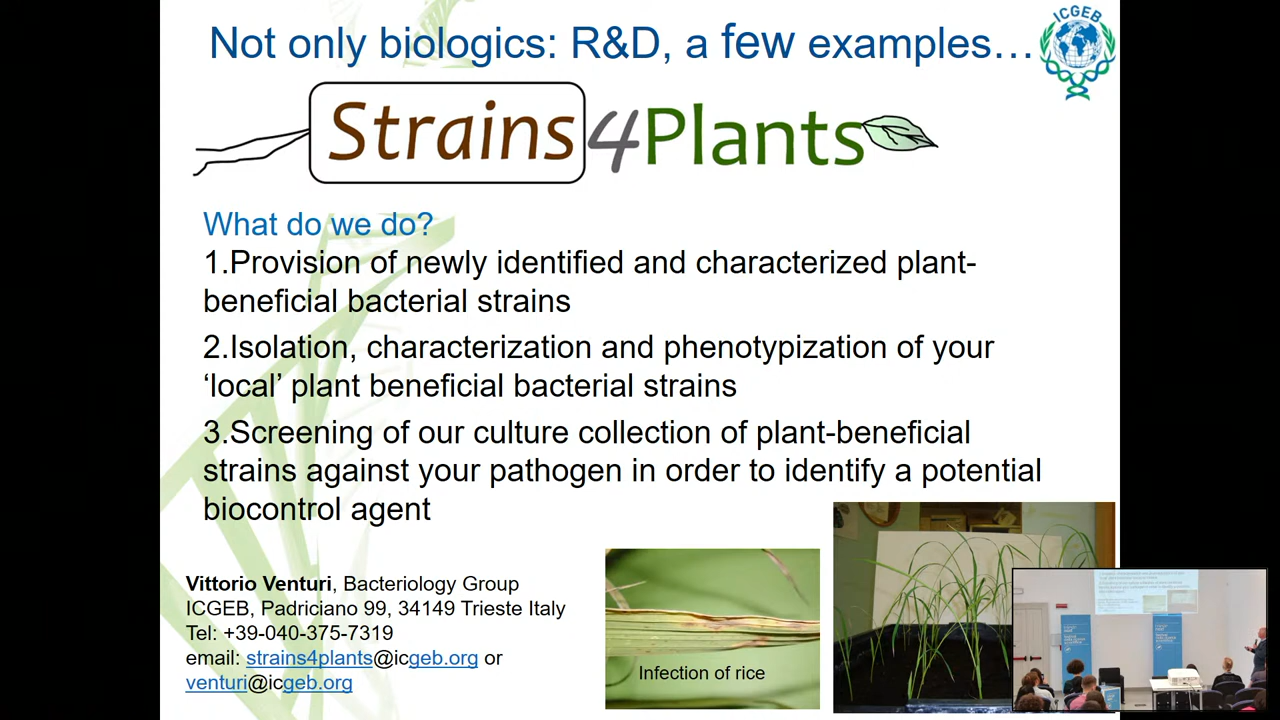 Not only biologics: R&D, a few examples…
ICGEB
Strains4Plants
What do we do?
1.Provision of newly identified and characterized plant-
beneficial bacterial strains
2.Isolation, characterization and phenotypization of your
‘local’ plant beneficial bacterial strains
3.Screening of our culture collection of plant-beneficial
strains against your pathogen in order to identify a potential
biocontrol agent
Vittorio Venturi, Bacteriology Group
ICGEB, Padriciano 99, 34149 Trieste Italy
Tel: +39-040-375-7319
email: strains4plants@icgeb.org or
venturi@icgeb.org
Infection of rice